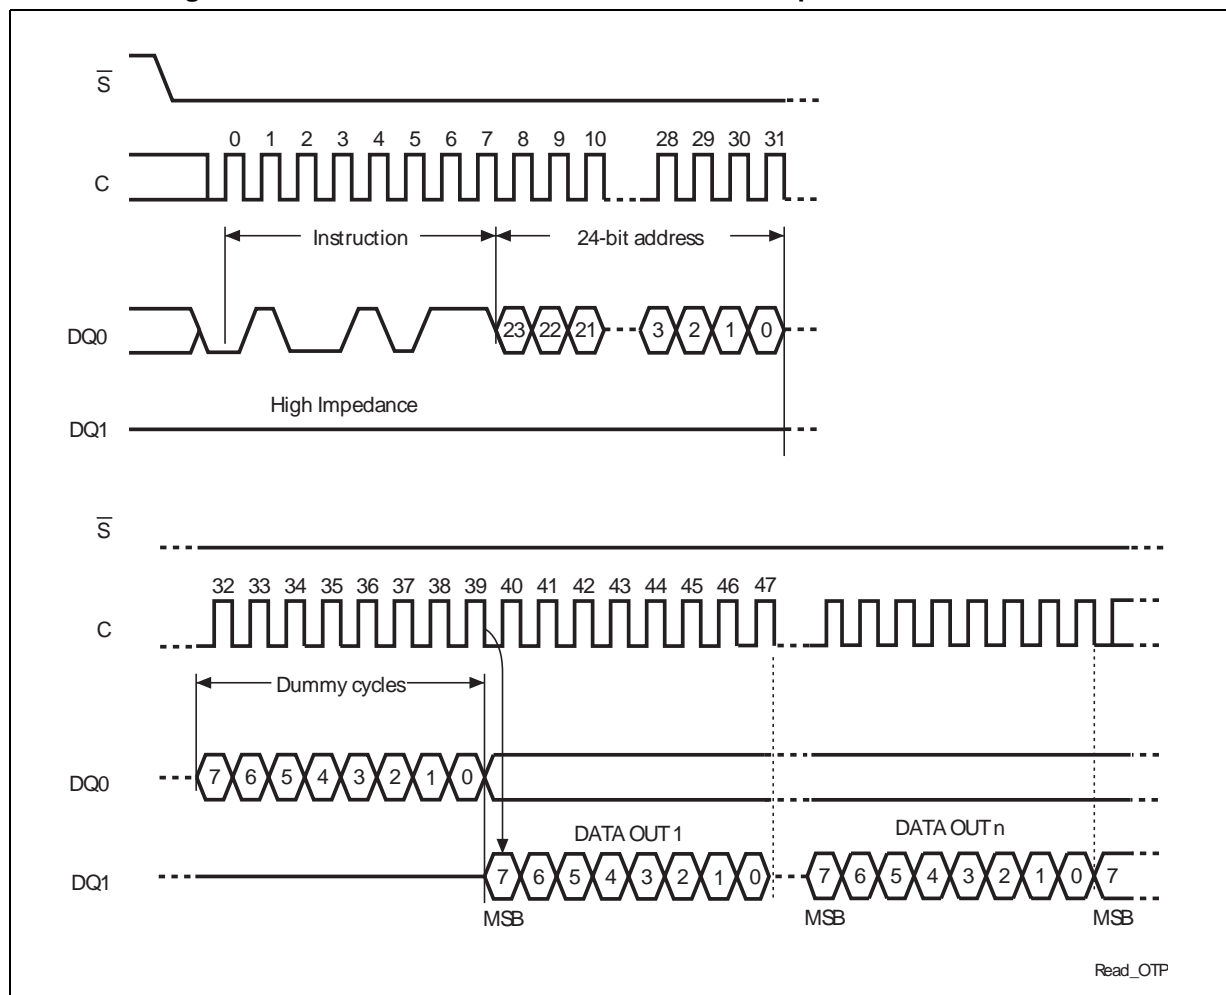 S
0 1 2 3 4 5 6 7 8 9 10 28 29 30 31
C
Instruction 24-bit address
DQ0 23 22 21 3 2 1 0
High Impedance
DQ1
S
32 33 34 35 36 37 38 39 40 41 42 43 44 45 46 47
C
Dummy cycles
DQ0 7 6 5 4 3 2 1 0
DATA OUT 1 DATA OUT n
DQ1 7 6 5 4 3 2 1 0 7 6 5 4 3 2 1 0 7
MSB MSB MSB
Read_OTP